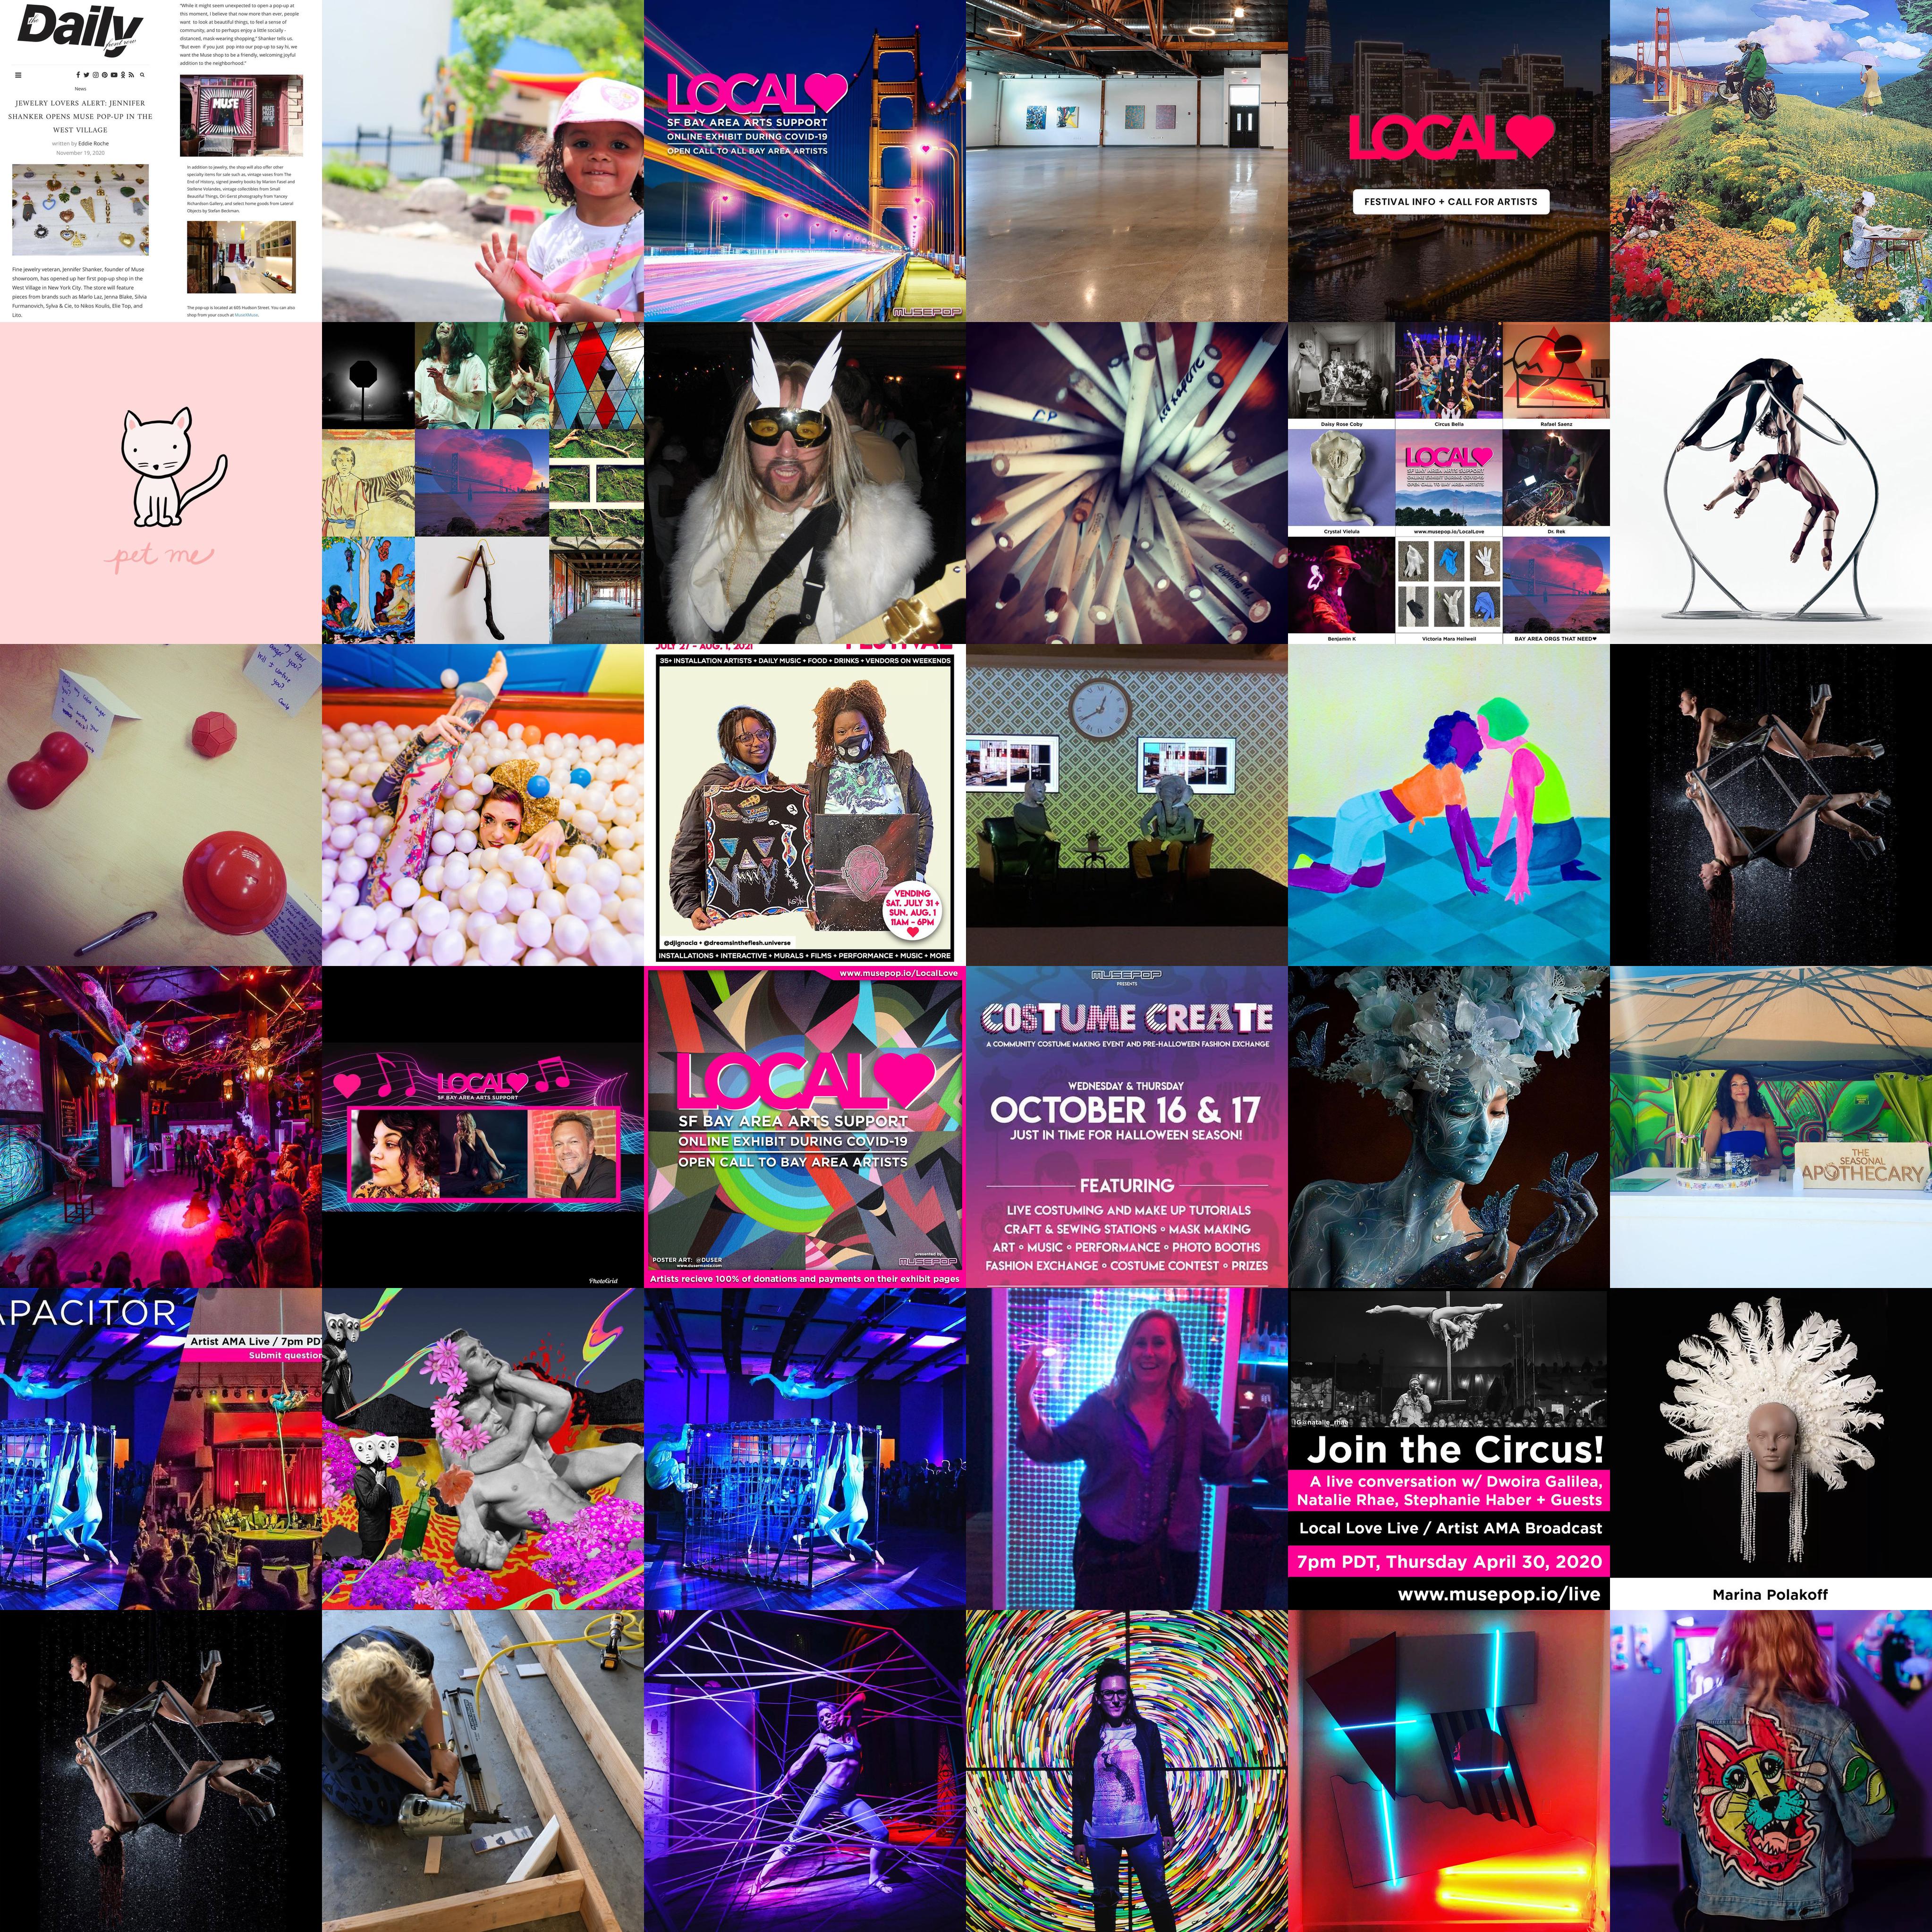 the Daily front row
News
JEWELRY LOVERS ALERT: JENNIFER
SHANKER OPENS MUSE POP-UP IN THE
WEST VILLAGE
written by Eddie Roche
November 19, 2020
Fine jewelry veteran, Jennifer Shanker, founder of Muse
showroom, has opened up her first pop-up shop in the
West Village in New York City. The store will feature
pieces from brands such as Marlo Laz, Jenna Blake, Silvia
Furmanovich, Sylva & Cie, to Nikos Koulis, Elie Top, and
Lito.
"While it might seem unexpected to open a pop-up at
this moment, I believe that now more than ever, people
want to look at beautiful things, to feel a sense of
community, and to perhaps enjoy a little socially -
distanced, mask-wearing shopping," Shanker tells us.
"But even if you just pop into our pop-up to say hi, we
want the Muse shop to be a friendly, welcoming joyful
addition to the neighborhood."
MUSE
In addition to jewelry, the shop will also offer other
specialty items for sale such as, vintage vases from The
End of History, signed jewelry books by Marion Fasel and
Stellene Volandes, vintage collectibles from Small
Beautiful Things, Ori Gerst photography from Yancey
Richardson Gallery, and select home goods from Lateral
Objects by Stefan Beckman.
The pop-up is located at 605 Hudson Street. You can also
shop from your couch at MuseXMuse.
LOCAL
SF BAY AREA ARTS SUPPORT
ONLINE EXHIBIT DURING COVID-19
OPEN CALL TO ALL BAY AREA ARTISTS
MUSEPOP
LOCAL
FESTIVAL INFO + CALL FOR ARTISTS
pet me
Daisy Rose Coby
Circus Bella
Rafael Saenz
LOCAL
SF BAY AREA ARTS SUPPORT
ONLINE EXHIBIT DURING COVID-19
OPEN CALL TO BAY AREA ARTISTS
Crystal Vielula
www.musepop.io/LocalLove
Dr. Rek
Benjamin K
Victoria Mara Heilweil
BAY AREA ORGS THAT NEED
JULY 27 - AUG. 1, 2021
FESTIVAL
35+ INSTALLATION ARTISTS + DAILY MUSIC + FOOD + DRINKS + VENDORS ON WEEKENDS
VENDING
SAT. JULY 31 +
SUN. AUG. 1
11AM - 6PM
@djignacia + @dreamsintheflesh.universe
INSTALLATIONS + INTERACTIVE + MURALS + FILMS + PERFORMANCE + MUSIC + MORE
LOCAL
SF BAY AREA ARTS SUPPORT
PhotoGrid
www.musepop.io/LocalLove
LOCAL
SF BAY AREA ARTS SUPPORT
ONLINE EXHIBIT DURING COVID-19
OPEN CALL TO BAY AREA ARTISTS
POSTER ART: @DUSER
presented by:
MUSEPOP
Artists recieve 100% of donations and payments on their exhibit pages
MUSEPOP
PRESENTS
COSTUME CREATE
A COMMUNITY COSTUME MAKING EVENT AND PRE-HALLOWEEN FASHION EXCHANGE
WEDNESDAY & THURSDAY
OCTOBER 16 & 17
JUST IN TIME FOR HALLOWEEN SEASON!
FEATURING
LIVE COSTUMING AND MAKE UP TUTORIALS
CRAFT & SEWING STATIONS • MASK MAKING
ART • MUSIC • PERFORMANCE • PHOTO BOOTHS
FASHION EXCHANGE • COSTUME CONTEST • PRIZES
THE
SEASONAL
APOTHECARY
APACITOR
Artist AMA Live / 7pm PDT
Submit question
IG@natalie_rhae
Join the Circus!
A live conversation w/ Dwoira Galilea,
Natalie Rhae, Stephanie Haber + Guests
Local Love Live / Artist AMA Broadcast
7pm PDT, Thursday April 30, 2020
www.musepop.io/live
Marina Polakoff